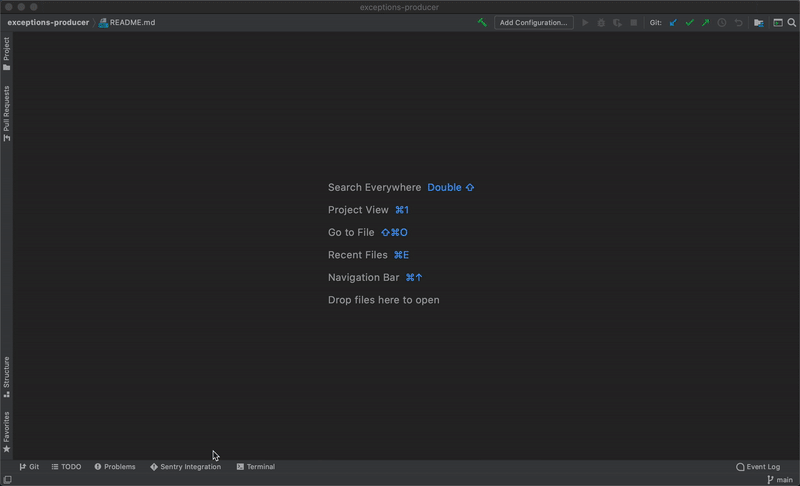 exceptions-producer
exceptions-producer README.md Add Configuration... Git:
Project
Pull Requests
Search Everywhere Double ⇧
Project View ⌘1
Go to File ⇧⌘O
Recent Files ⌘E
Navigation Bar ⌘↑
Drop files here to open
Structure
Favorites
Git TODO Problems Sentry Integration Terminal Event Log
main